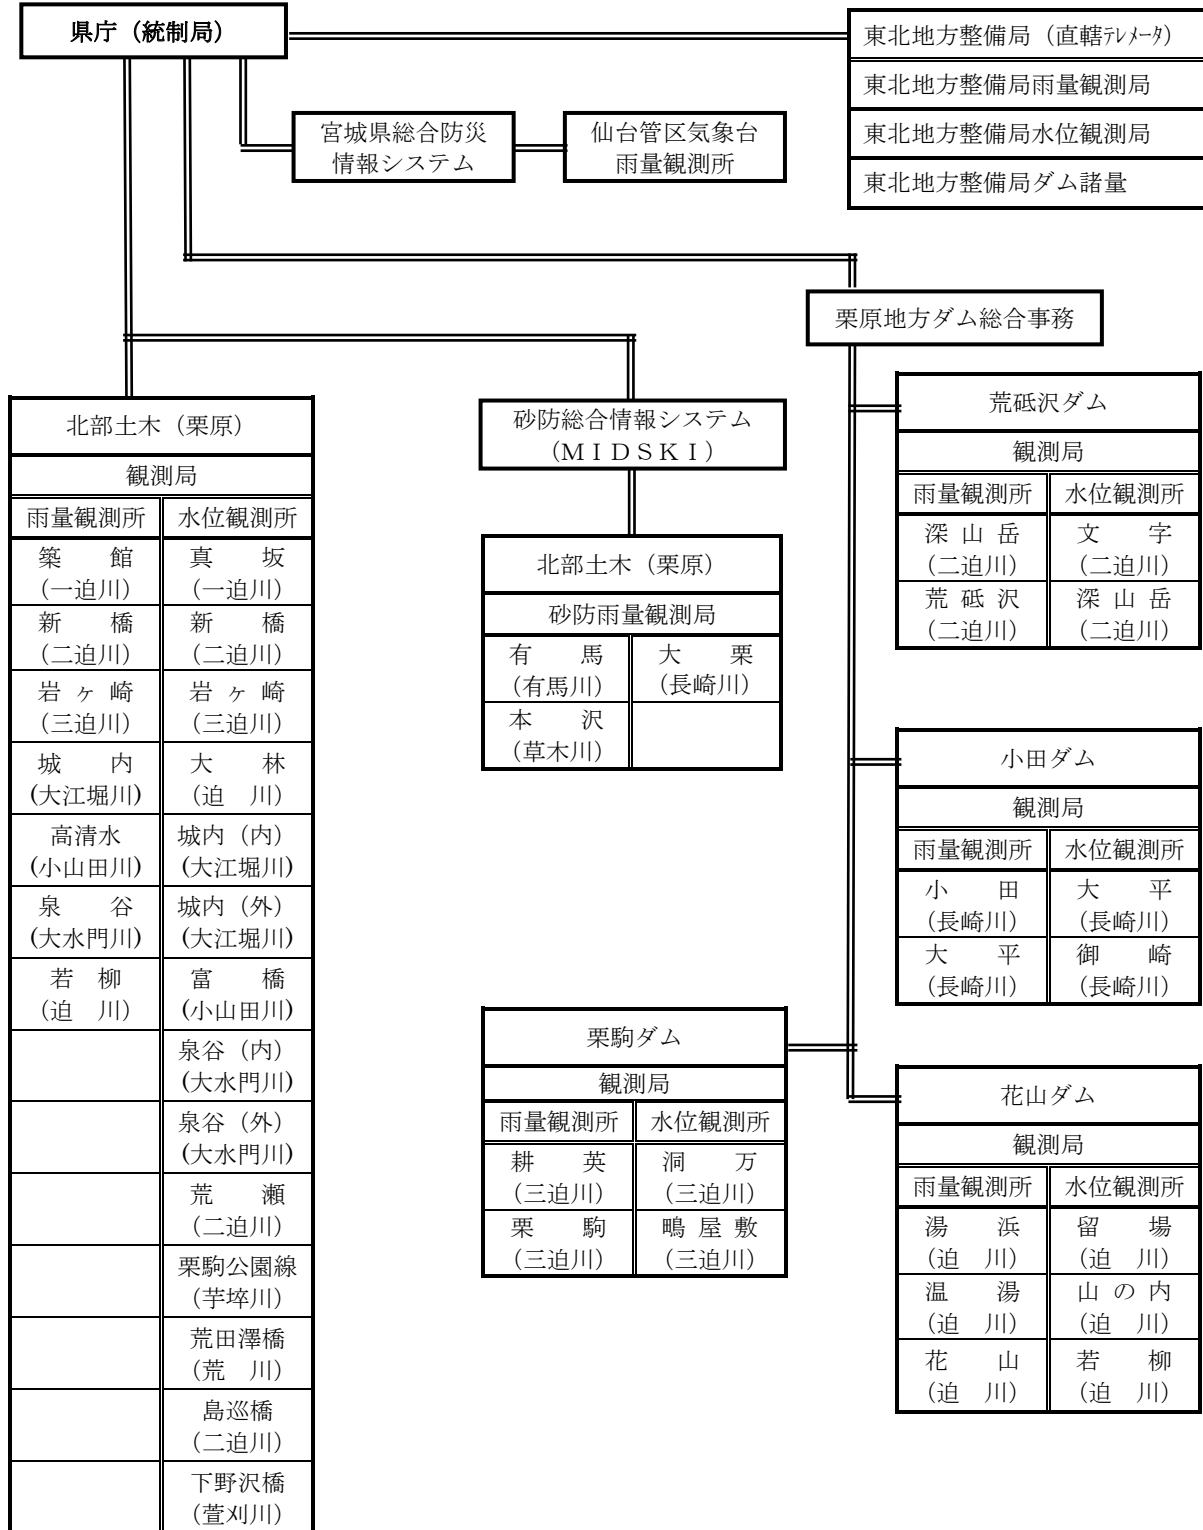 県庁（統制局）
東北地方整備局（直轄ﾃﾚﾒｰﾀ）
東北地方整備局雨量観測局
東北地方整備局水位観測局
東北地方整備局ダム諸量
宮城県総合防災
情報システム
仙台管区気象台
雨量観測所
栗原地方ダム総合事務
北部土木（栗原）
観測局
雨量観測所 水位観測所
築 館 真 坂
（一迫川） （一迫川）
新 橋 新 橋
（二迫川） （二迫川）
岩 ヶ 崎 岩 ヶ 崎
（三迫川） （三迫川）
城 内 大 林
(大江堀川) （迫 川）
高清水 城内（内）
(小山田川) (大江堀川)
泉 谷 城内（外）
(大水門川) (大江堀川)
若 柳 富 橋
（迫 川） (小山田川)
泉谷（内）
(大水門川)
泉谷（外）
(大水門川)
荒 瀬
（二迫川）
栗駒公園線
（芋埣川）
荒田澤橋
（荒 川）
島巡橋
（二迫川）
下野沢橋
（萱刈川）
砂防総合情報システム
（ＭＩＤＳＫＩ）
北部土木（栗原）
砂防雨量観測局
有 馬 大 栗
（有馬川） （長崎川）
本 沢
（草木川）
栗駒ダム
観測局
雨量観測所 水位観測所
耕 英 洞 万
（三迫川） （三迫川）
栗 駒 鴫 屋 敷
（三迫川） （三迫川）
荒砥沢ダム
観測局
雨量観測所 水位観測所
深 山 岳 文 字
（二迫川） （二迫川）
荒 砥 沢 深 山 岳
（二迫川） （二迫川）
小田ダム
観測局
雨量観測所 水位観測所
小 田 大 平
（長崎川） （長崎川）
大 平 御 崎
（長崎川） （長崎川）
花山ダム
観測局
雨量観測所 水位観測所
湯 浜 留 場
（迫 川） （迫 川）
温 湯 山 の 内
（迫 川） （迫 川）
花 山 若 柳
（迫 川） （迫 川）